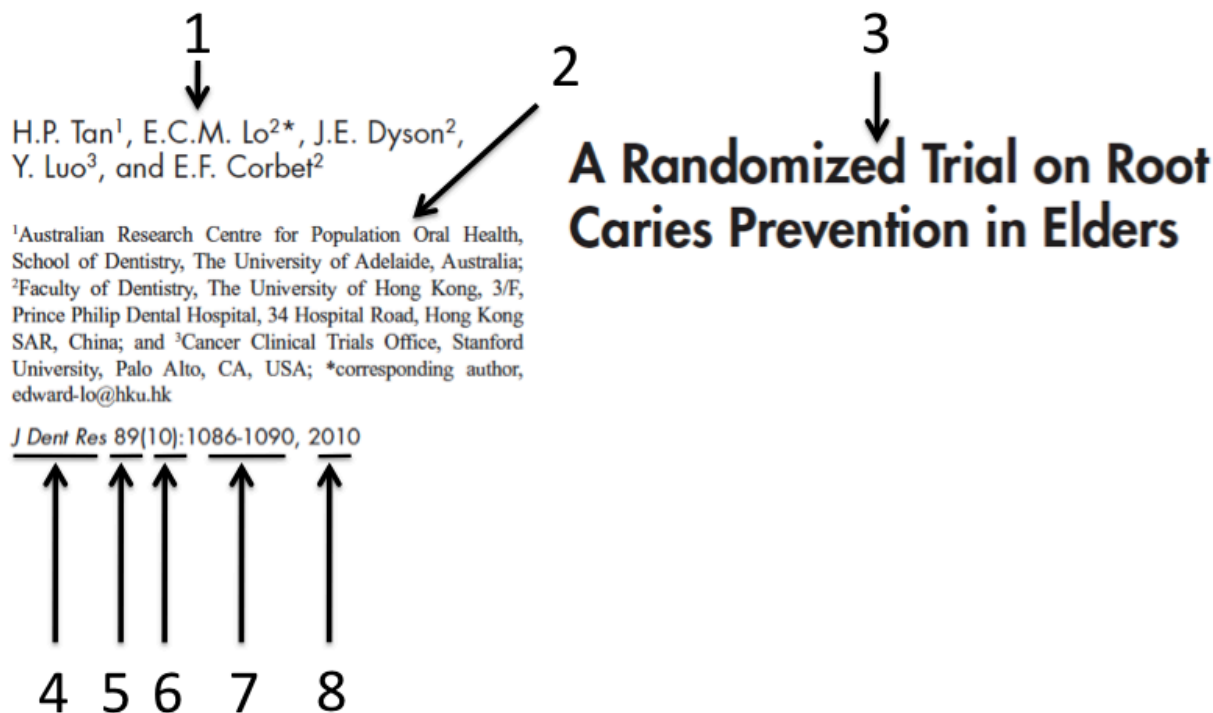 1
2
3
H.P. Tan¹, E.C.M. Lo²*, J.E. Dyson²,
Y. Luo³, and E.F. Corbet²
A Randomized Trial on Root
Caries Prevention in Elders
¹Australian Research Centre for Population Oral Health,
School of Dentistry, The University of Adelaide, Australia;
²Faculty of Dentistry, The University of Hong Kong, 3/F,
Prince Philip Dental Hospital, 34 Hospital Road, Hong Kong
SAR, China; and ³Cancer Clinical Trials Office, Stanford
University, Palo Alto, CA, USA; *corresponding author,
edward-lo@hku.hk
J Dent Res 89(10):1086-1090, 2010
4 5 6 7 8